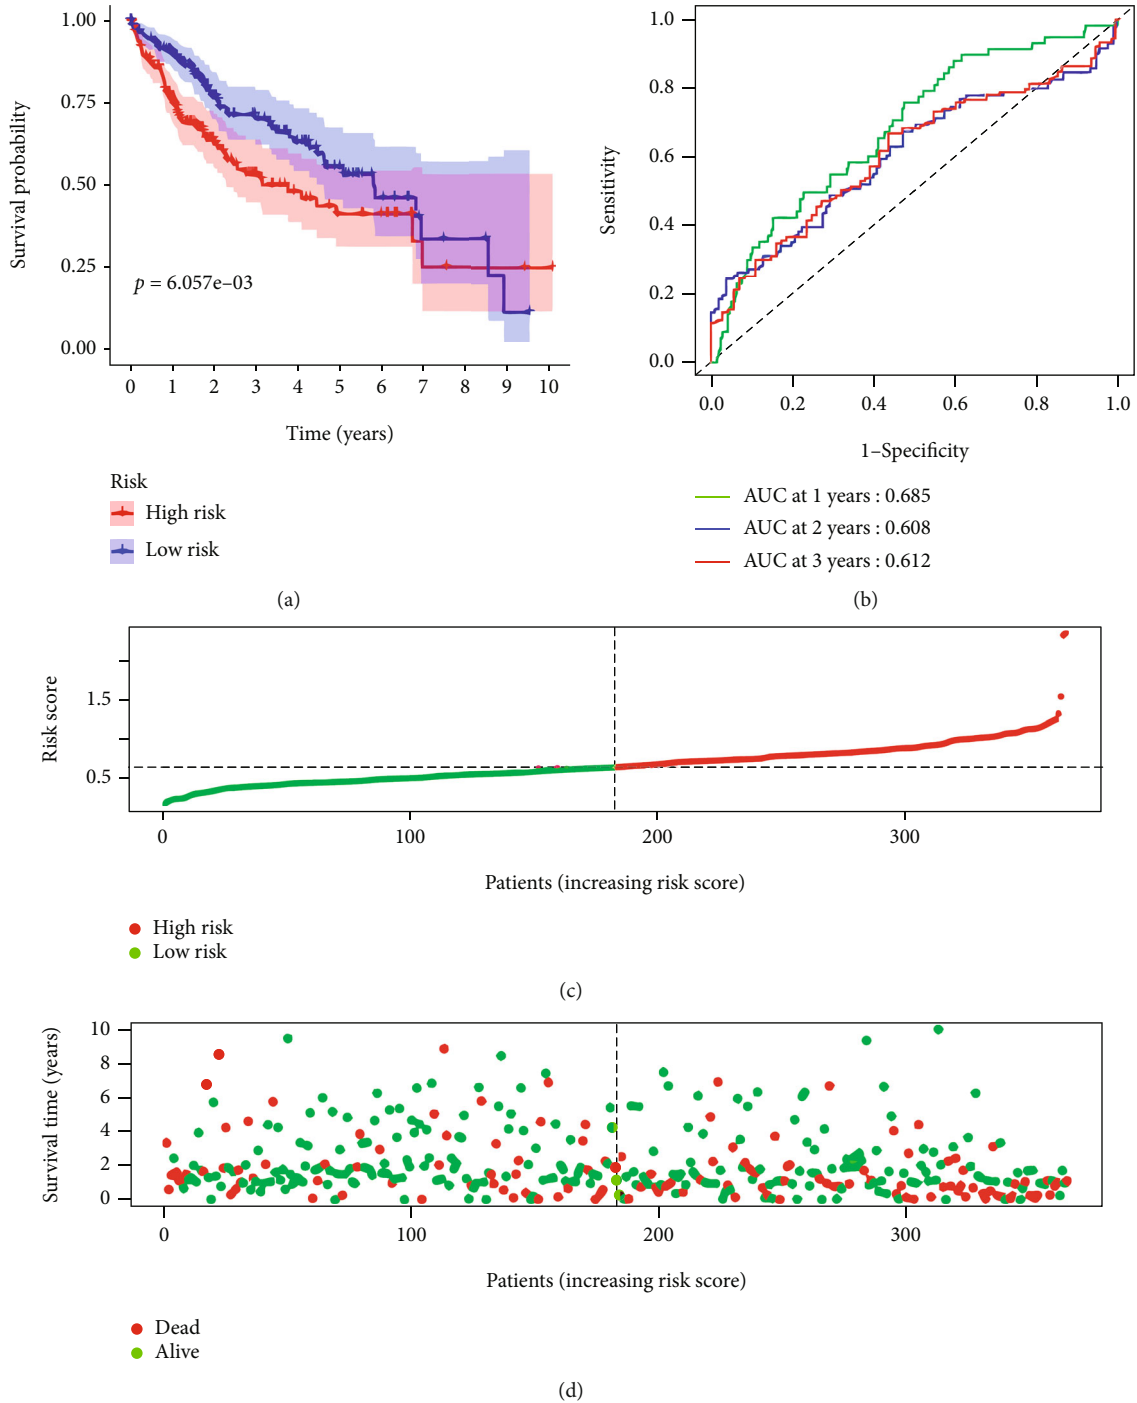 Survival probability
1.00
0.75
0.50
0.25
0.00
p = 6.057e–03
0 1 2 3 4 5 6 7 8 9 10
Time (years)
Risk
High risk
Low risk
(a)
Sensitivity
1.0
0.8
0.6
0.4
0.2
0.0
0.0 0.2 0.4 0.6 0.8 1.0
1–Specificity
AUC at 1 years : 0.685
AUC at 2 years : 0.608
AUC at 3 years : 0.612
(b)
Risk score
1.5
0.5
0 100 200 300
Patients (increasing risk score)
High risk
Low risk
(c)
Survival time (years)
10
8
6
4
2
0
0 100 200 300
Patients (increasing risk score)
Dead
Alive
(d)